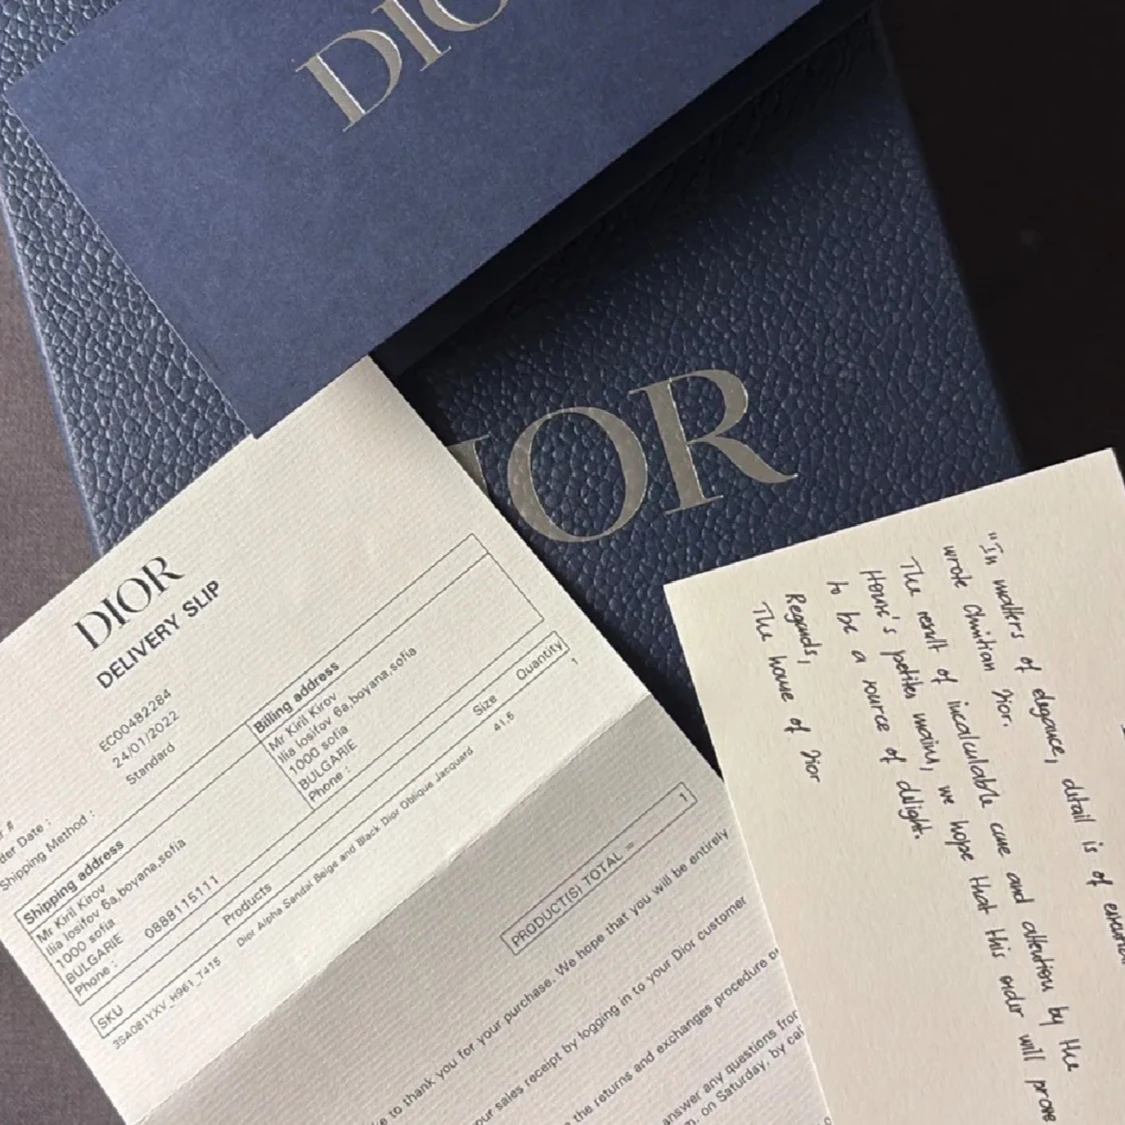 DIO
IOR
DIOR
DELIVERY SLIP
EC00482284
der Date : 24/01/2022
Shipping Method : Standard
Shipping address
Mr Kiril Kirov
Ilia Iosifov 6a,boyana,sofia
1000 sofia
BULGARIE
Phone : 0888115111
Billing address
Mr Kiril Kirov
Ilia Iosifov 6a,boyana,sofia
1000 sofia
BULGARIE
Phone :
SKU Products Size Quantity
3SA081YXV_H961_T415 Dior Alpha Sandal Beige and Black Dior Oblique Jacquard 41.5 1
PRODUCT(S) TOTAL = 1
to thank you for your purchase. We hope that you will be entirely
our sales receipt by logging in to your Dior customer
the returns and exchanges procedure
answer any questions
on Saturday, by
"In matters of elegance, detail is of
wrote Christian Dior.
The result of incalculable care and attention by the
House's petites mains, we hope that this order will prove
to be a source of delight.
Regards,
The house of Dior